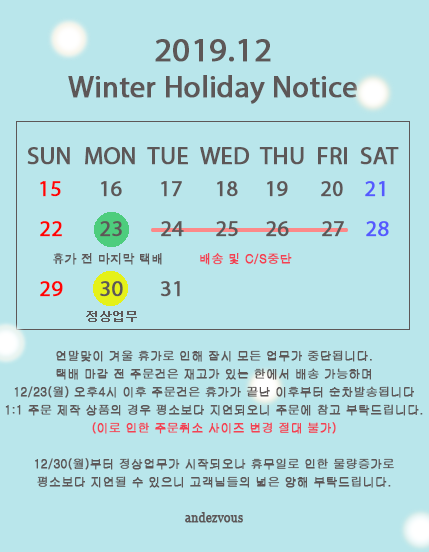 2019.12
Winter Holiday Notice
SUN MON TUE WED THU FRI SAT
15 16 17 18 19 20 21
22 23 24 25 26 27 28
휴가 전 마지막 택배 배송 및 C/S중단
29 30 31
정상업무
연말맞이 겨울 휴가로 인해 잠시 모든 업무가 중단됩니다.
택배 마감 전 주문건은 재고가 있는 한에서 배송 가능하며
12/23(월) 오후4시 이후 주문건은 휴가가 끝난 이후부터 순차발송됩니다
1:1 주문 제작 상품의 경우 평소보다 지연되오니 주문에 참고 부탁드립니다.
(이로 인한 주문취소 사이즈 변경 절대 불가)
12/30(월)부터 정상업무가 시작되오나 휴무일로 인한 물량증가로
평소보다 지연될 수 있으니 고객님들의 넓은 양해 부탁드립니다.
andezvous